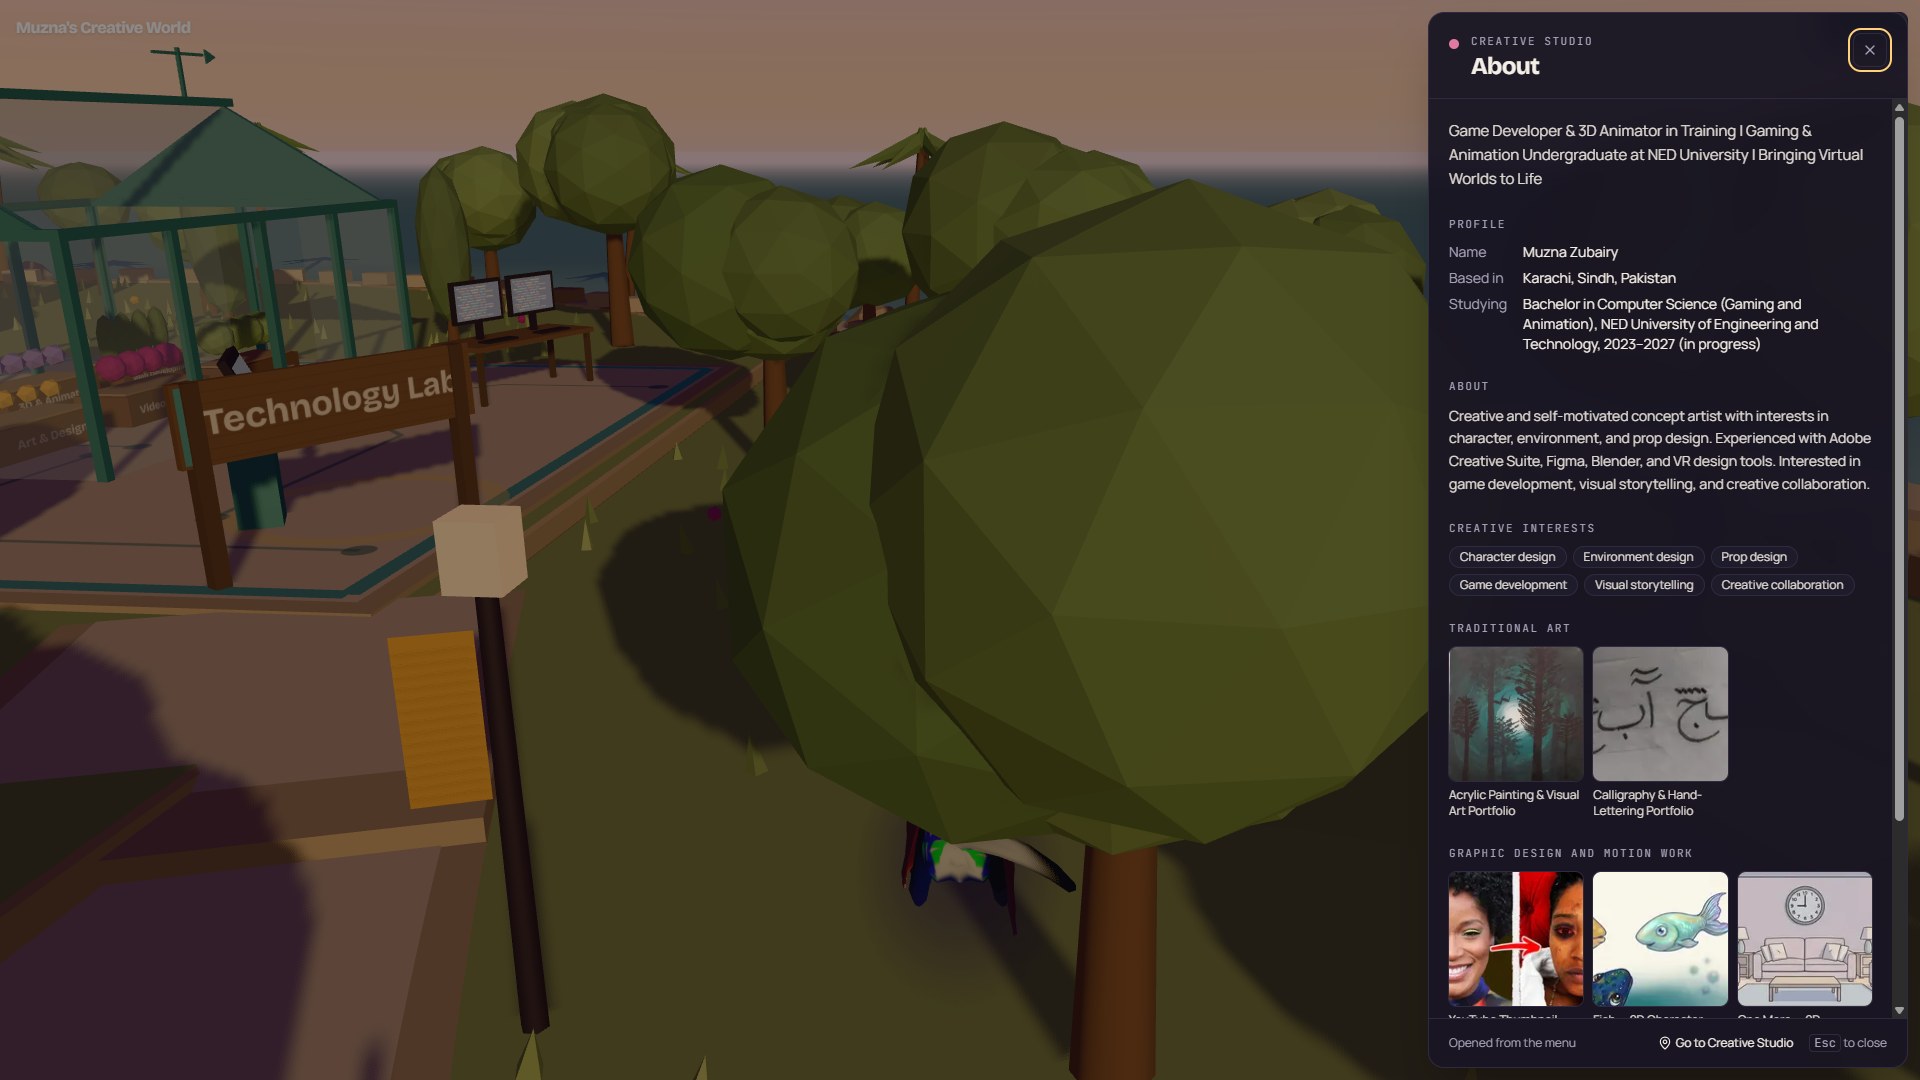 Muzna's Creative World
Technology Lab
Video
Art & Design
CREATIVE STUDIO
About
Game Developer & 3D Animator in Training | Gaming &
Animation Undergraduate at NED University | Bringing Virtual
Worlds to Life
PROFILE
Name Muzna Zubairy
Based in Karachi, Sindh, Pakistan
Studying Bachelor in Computer Science (Gaming and
Animation), NED University of Engineering and
Technology, 2023–2027 (in progress)
ABOUT
Creative and self-motivated concept artist with interests in
character, environment, and prop design. Experienced with Adobe
Creative Suite, Figma, Blender, and VR design tools. Interested in
game development, visual storytelling, and creative collaboration.
CREATIVE INTERESTS
Character design Environment design Prop design
Game development Visual storytelling Creative collaboration
TRADITIONAL ART
Acrylic Painting & Visual
Art Portfolio
Calligraphy & Hand-
Lettering Portfolio
GRAPHIC DESIGN AND MOTION WORK
Opened from the menu
Go to Creative Studio
Esc to close